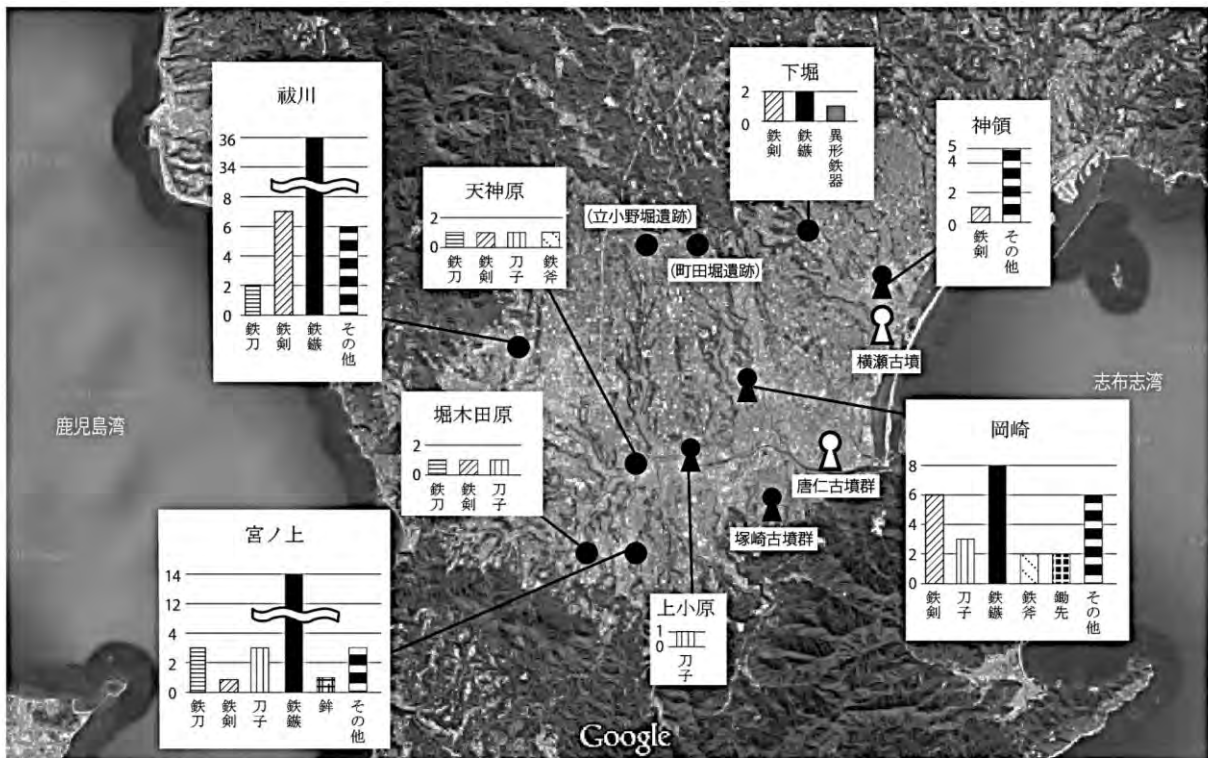 祓川
36
34
8
6
4
2
0
鉄刀
鉄剣
鉄鏃
その他
下堀
2
0
鉄剣
鉄鏃
異形鉄器
神領
5
4
2
0
鉄剣
その他
天神原
2
0
鉄刀
鉄剣
刀子
鉄斧
(立小野堀遺跡)
(町田堀遺跡)
横瀬古墳
志布志湾
鹿児島湾
堀木田原
2
0
鉄刀
鉄剣
刀子
岡崎
8
6
4
2
0
鉄剣
刀子
鉄鏃
鉄斧
鋤先
その他
唐仁古墳群
塚崎古墳群
宮ノ上
14
12
4
2
0
鉄刀
鉄剣
刀子
鉄鏃
鉾
その他
上小原
1
0
刀子
Google